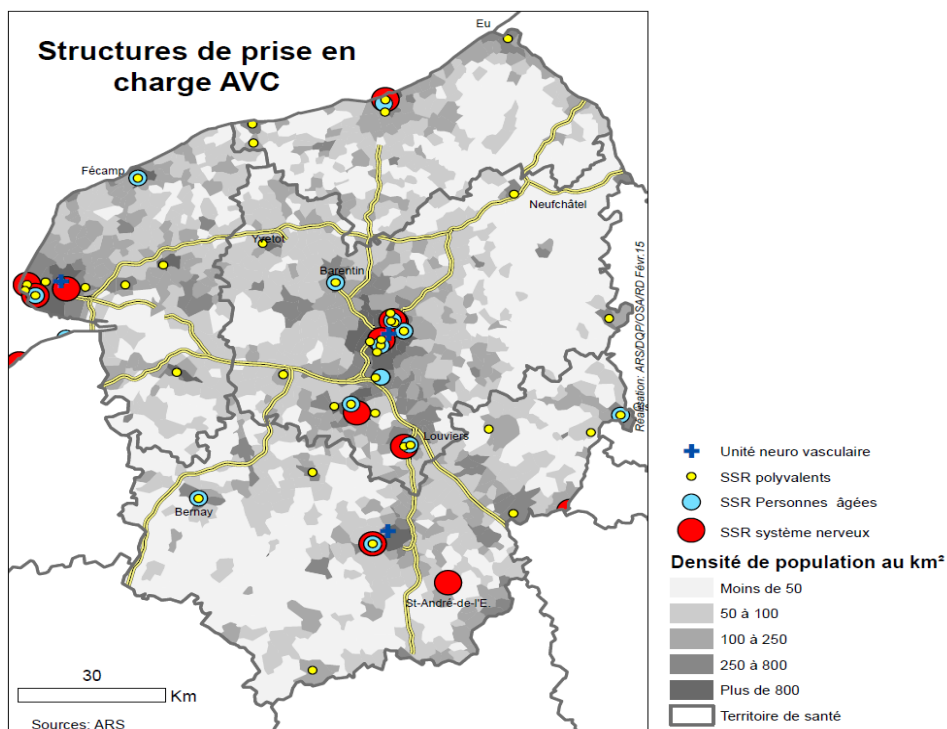 Structures de prise en
charge AVC
Eu
Fécamp
Neufchâtel
Yvetot
Barentin
Louviers
Bernay
St-André-de-l'E.
30
Km
Sources: ARS
Réalisation: ARS/DQP/OSA/RD Févr.15
Unité neuro vasculaire
SSR polyvalents
SSR Personnes âgées
SSR système nerveux
Densité de population au km²
Moins de 50
50 à 100
100 à 250
250 à 800
Plus de 800
Territoire de santé